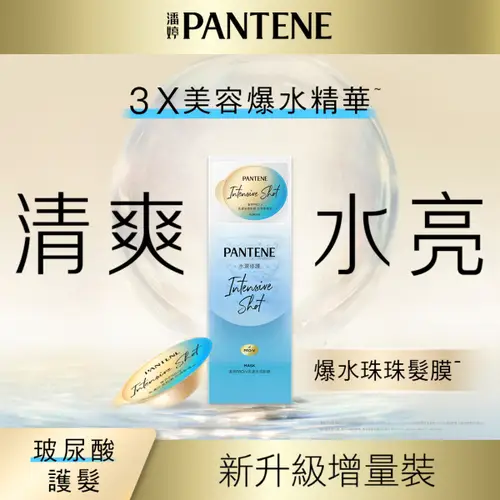 潘婷 PANTENE
3X美容爆水精華~
清爽 水亮
PANTENE
Intensive Shot
PANTENE
水潤修護
Intensive
Shot
PRO-V
MASK
PANTENE
Intensive Shot
爆水珠珠髮膜~
玻尿酸
護髮
新升級增量裝